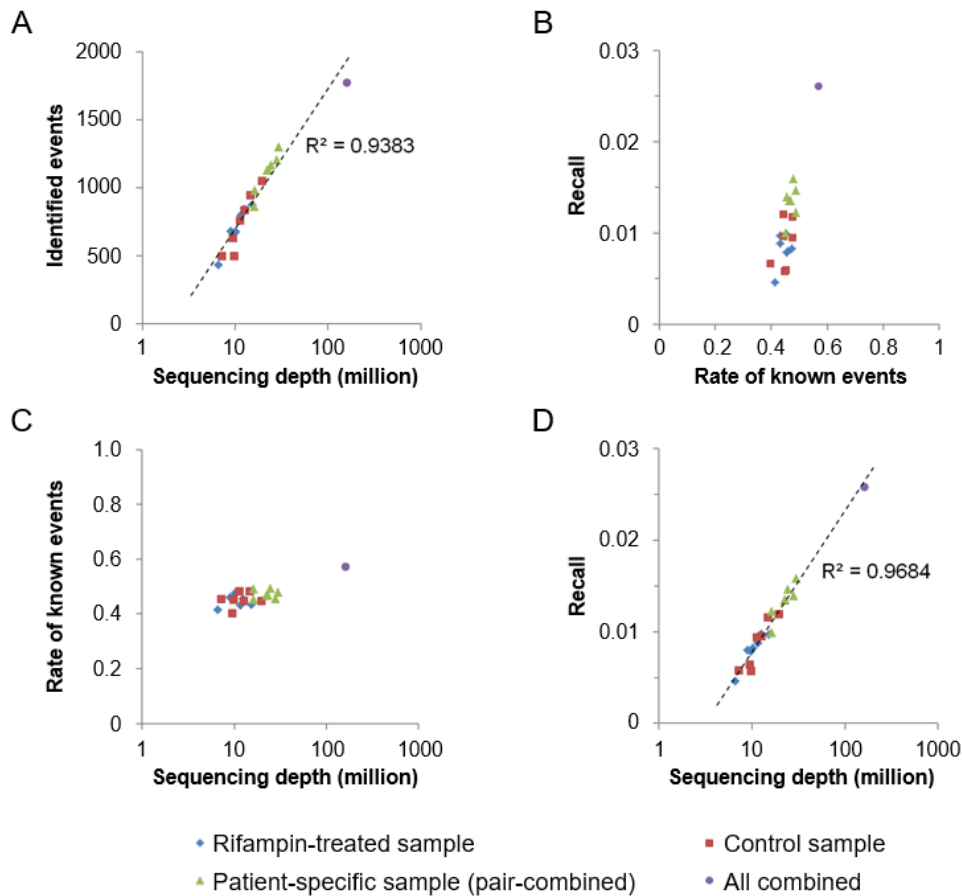 A
2000
1500
1000
500
0
Identified events
R² = 0.9383
1 10 100 1000
Sequencing depth (million)
B
0.03
0.02
0.01
0
Recall
0 0.2 0.4 0.6 0.8 1
Rate of known events
C
1.0
0.8
0.6
0.4
0.2
0
Rate of known events
1 10 100 1000
Sequencing depth (million)
D
0.03
0.02
0.01
0
Recall
R² = 0.9684
1 10 100 1000
Sequencing depth (million)
Rifampin-treated sample
Control sample
Patient-specific sample (pair-combined)
All combined